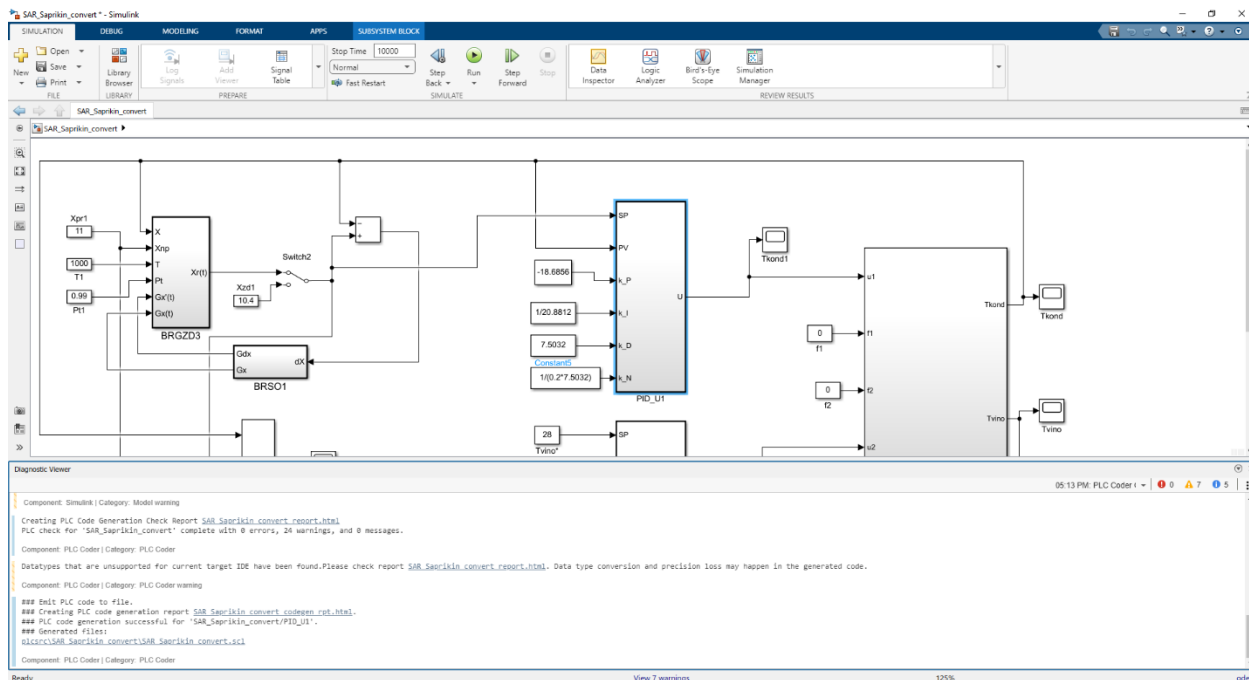 SAR_Saprikin_convert * - Simulink
SIMULATION DEBUG MODELING FORMAT APPS SUBSYSTEM BLOCK
New
Open
Save
Print
FILE
Library
Browser
LIBRARY
Log
Signals
Add
Viewer
Signal
Table
PREPARE
Stop Time 10000
Normal
Fast Restart
Step
Back
Run
Step
Forward
Stop
SIMULATE
Data
Inspector
Logic
Analyzer
Bird's-Eye
Scope
Simulation
Manager
REVIEW RESULTS
SAR_Saprikin_convert
SAR_Saprikin_convert
Xpr1
11
1000
T1
0.99
Pt1
X
Xnp
T
Pt
Gx'(t)
Gx(t)
Xr(t)
BRGZD3
Switch2
Xzd1
10.4
Gdx
Gx
dX
BRSO1
−
+
-18.6856
1/20.8812
7.5032
Constant5
1/(0.2*7.5032)
SP
PV
k_P
k_I
k_D
k_N
U
PID_U1
28
Tvino*
SP
Tkond1
0
f1
0
f2
u1
f1
f2
u2
Tkond
Tvino
Tkond
Tvino
Diagnostic Viewer
05:13 PM: PLC Coder 0 7 5
Component: Simulink | Category: Model warning
Creating PLC Code Generation Check Report SAR_Saprikin_convert_report.html
PLC check for 'SAR_Saprikin_convert' complete with 0 errors, 24 warnings, and 0 messages.
Component: PLC Coder | Category: PLC Coder
Datatypes that are unsupported for current target IDE have been found.Please check report SAR_Saprikin_convert_report.html. Data type conversion and precision loss may happen in the generated code.
Component: PLC Coder | Category: PLC Coder warning
### Emit PLC code to file.
### Creating PLC code generation report SAR_Saprikin_convert_codegen_rpt.html.
### PLC code generation successful for 'SAR_Saprikin_convert/PID_U1'.
### Generated files:
plcsrc\SAR_Saprikin_convert\SAR_Saprikin_convert.scl
Component: PLC Coder | Category: PLC Coder
Ready View 7 warnings 125% ode